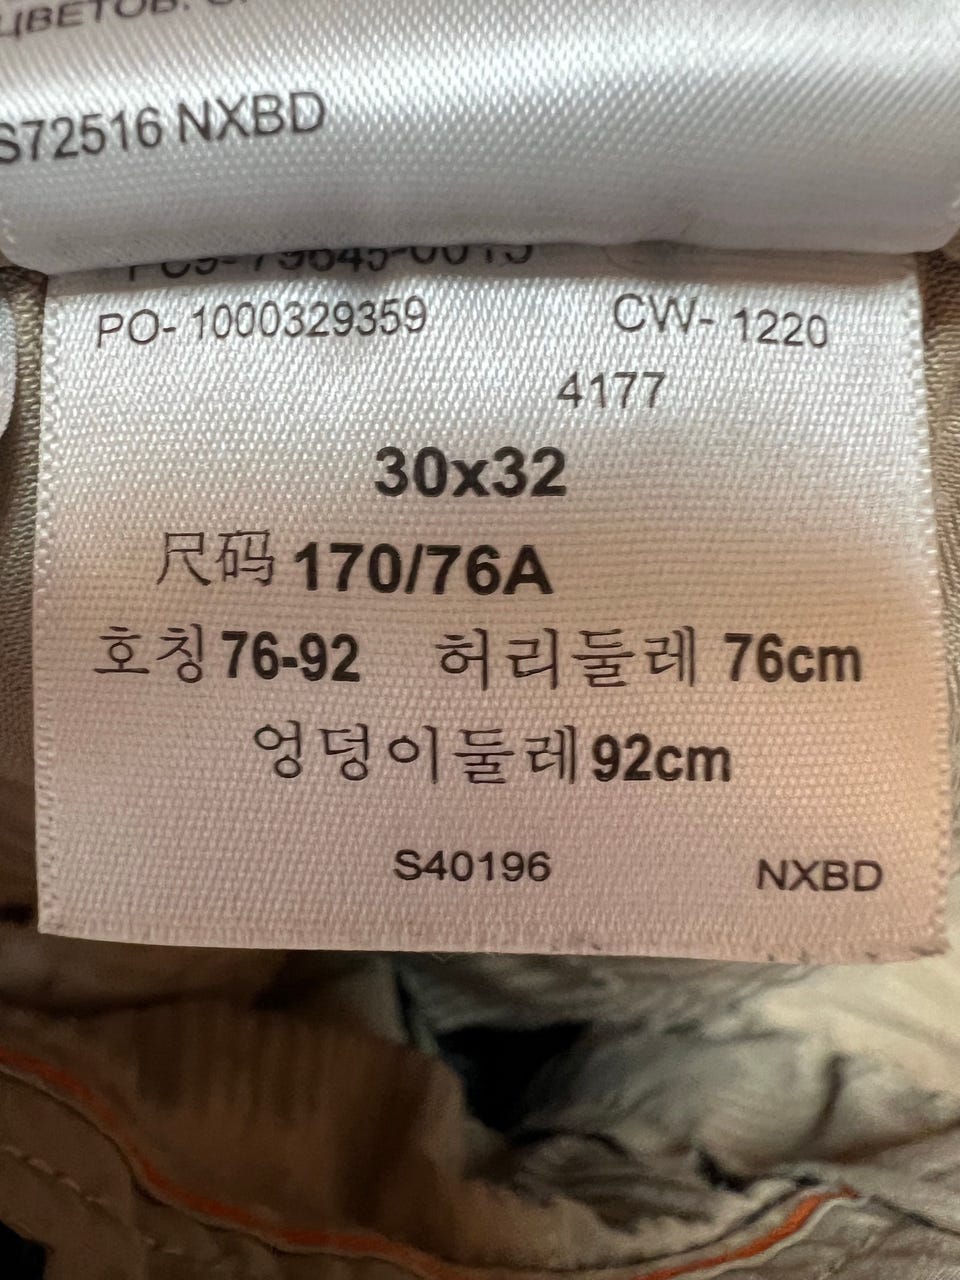 ЦВЕТОВ.
S72516 NXBD
PO- 1000329359 CW- 1220
4177
30x32
尺码 170/76A
호칭 76-92 허리둘레 76cm
엉덩이둘레 92cm
S40196 NXBD